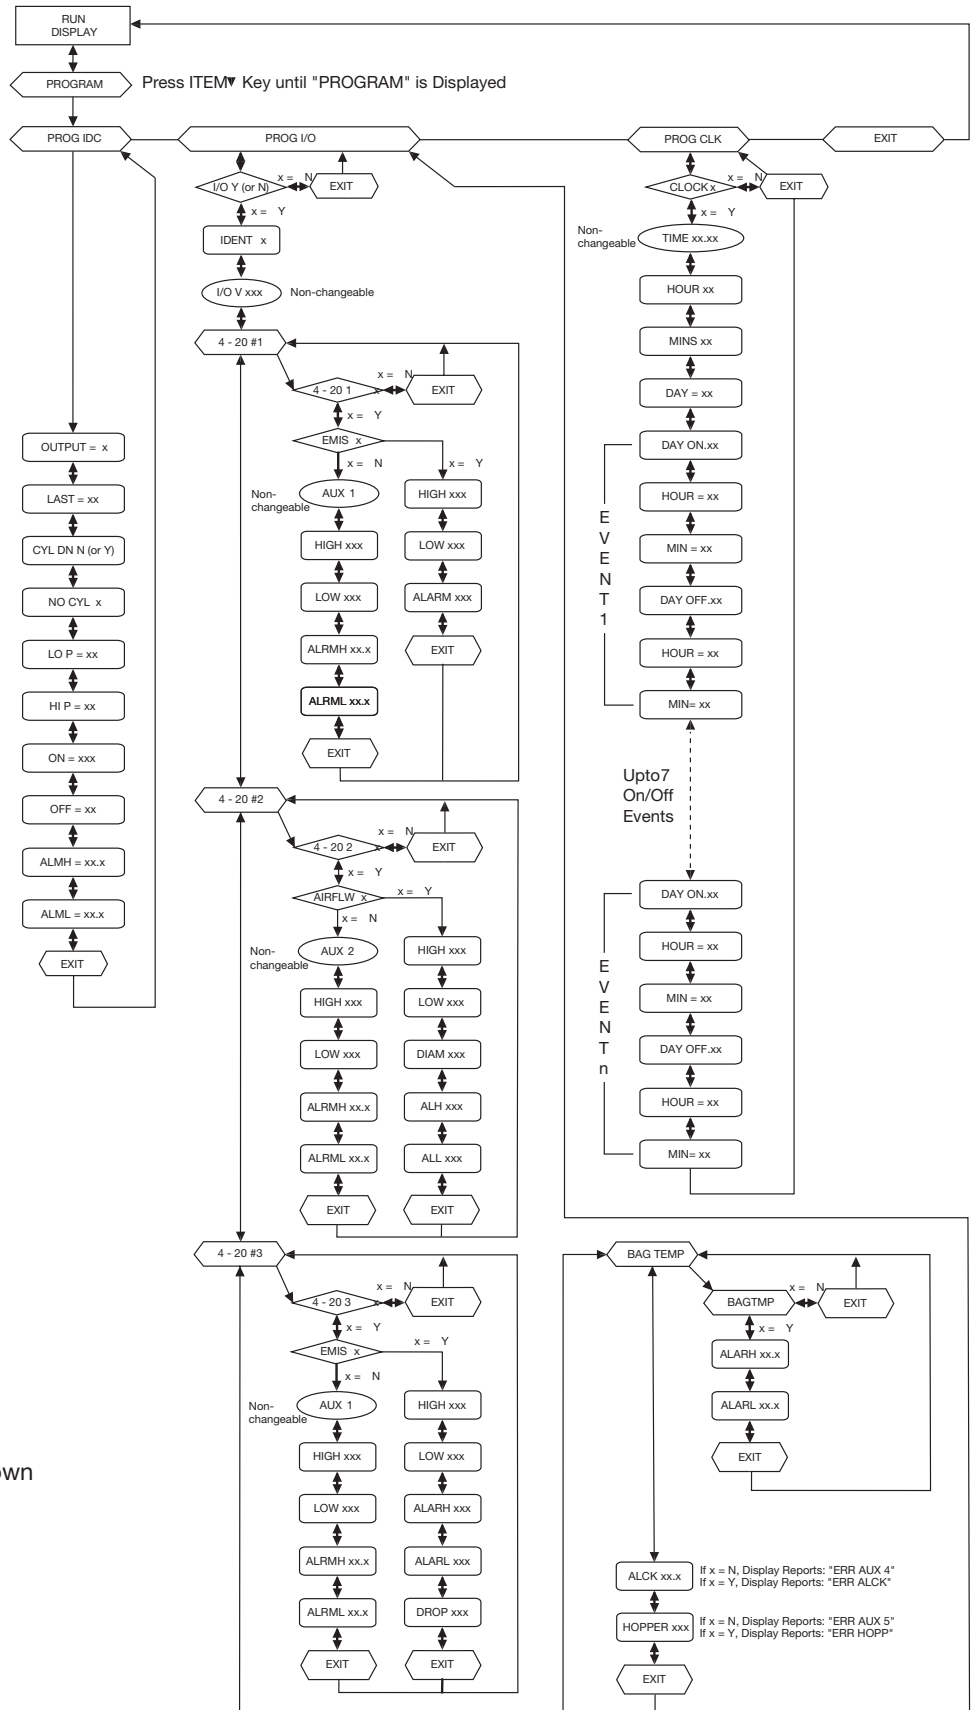 RUN
DISPLAY
PROGRAM
Press ITEM▼ Key until "PROGRAM" is Displayed
PROG IDC
PROG I/O
PROG CLK
EXIT
OUTPUT = x
LAST = xx
CYL DN N (or Y)
NO CYL x
LO P = xx
HI P = xx
ON = xxx
OFF = xx
ALMH = xx.x
ALML = xx.x
EXIT
I/O Y (or N)
x = N
EXIT
x = Y
IDENT x
I/O V xxx
Non-changeable
4 - 20 #1
4 - 20 1
x
x = N
EXIT
x = Y
EMIS x
x = N
x = Y
Non-
changeable
AUX 1
HIGH xxx
LOW xxx
ALRMH xx.x
ALRML xx.x
EXIT
HIGH xxx
LOW xxx
ALARM xxx
EXIT
4 - 20 #2
4 - 20 2
x
x = N
EXIT
x = Y
AIRFLW x
x = Y
x = N
Non-
changeable
AUX 2
HIGH xxx
LOW xxx
ALRMH xx.x
ALRML xx.x
EXIT
HIGH xxx
LOW xxx
DIAM xxx
ALH xxx
ALL xxx
EXIT
4 - 20 #3
4 - 20 3
x
x = N
EXIT
x = Y
EMIS x
x = Y
x = N
Non-
changeable
AUX 1
HIGH xxx
LOW xxx
ALRMH xx.x
ALRML xx.x
EXIT
HIGH xxx
LOW xxx
ALARH xxx
ALARL xxx
DROP xxx
EXIT
CLOCK x
x = N
EXIT
x = Y
Non-
changeable
TIME xx.xx
HOUR xx
MINS xx
DAY = xx
EVENT1
DAY ON.xx
HOUR = xx
MIN = xx
DAY OFF.xx
HOUR = xx
MIN= xx
Upto7
On/Off
Events
EVENTn
DAY ON.xx
HOUR = xx
MIN = xx
DAY OFF.xx
HOUR = xx
MIN= xx
BAG TEMP
BAGTMP
x = N
EXIT
x = Y
ALARH xx.x
ALARL xx.x
EXIT
ALCK xx.x
If x = N, Display Reports: "ERR AUX 4"
If x = Y, Display Reports: "ERR ALCK"
HOPPER xxx
If x = N, Display Reports: "ERR AUX 5"
If x = Y, Display Reports: "ERR HOPP"
EXIT